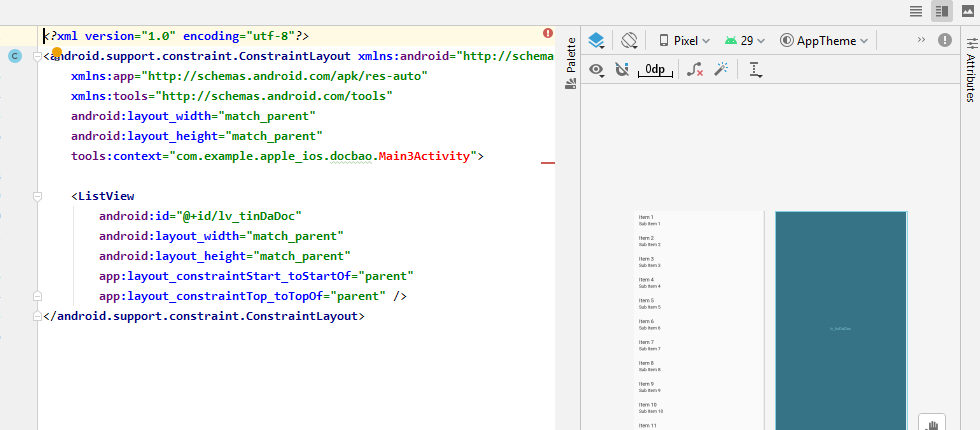 <?xml version="1.0" encoding="utf-8"?>
<android.support.constraint.ConstraintLayout xmlns:android="http://schema
xmlns:app="http://schemas.android.com/apk/res-auto"
xmlns:tools="http://schemas.android.com/tools"
android:layout_width="match_parent"
android:layout_height="match_parent"
tools:context="com.example.apple_ios.docbao.Main3Activity">
<ListView
android:id="@+id/lv_tinDaDoc"
android:layout_width="match_parent"
android:layout_height="match_parent"
app:layout_constraintStart_toStartOf="parent"
app:layout_constraintTop_toTopOf="parent" />
</android.support.constraint.ConstraintLayout>
Palette
Pixel 29 AppTheme
0dp
Attributes
Item 1
Sub Item 1
Item 2
Sub Item 2
Item 3
Sub Item 3
Item 4
Sub Item 4
Item 5
Sub Item 5
Item 6
Sub Item 6
Item 7
Sub Item 7
Item 8
Sub Item 8
Item 9
Sub Item 9
Item 10
Sub Item 10
Item 11
lv_tinDaDoc